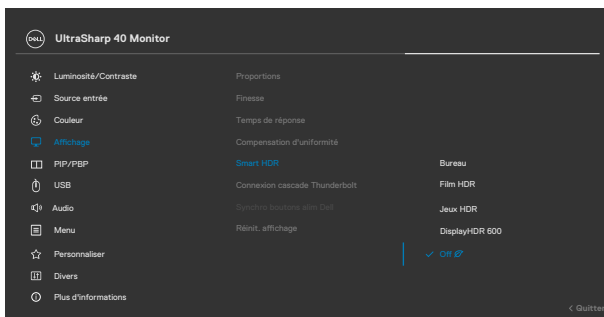 DELL UltraSharp 40 Monitor
Luminosité/Contraste
Source entrée
Couleur
Affichage
PIP/PBP
USB
Audio
Menu
Personnaliser
Divers
Plus d'informations
Proportions
Finesse
Temps de réponse
Compensation d'uniformité
Smart HDR
Connexion cascade Thunderbolt
Synchro boutons alim Dell
Réinit. affichage
Bureau
Film HDR
Jeux HDR
DisplayHDR 600
Off
< Quitter